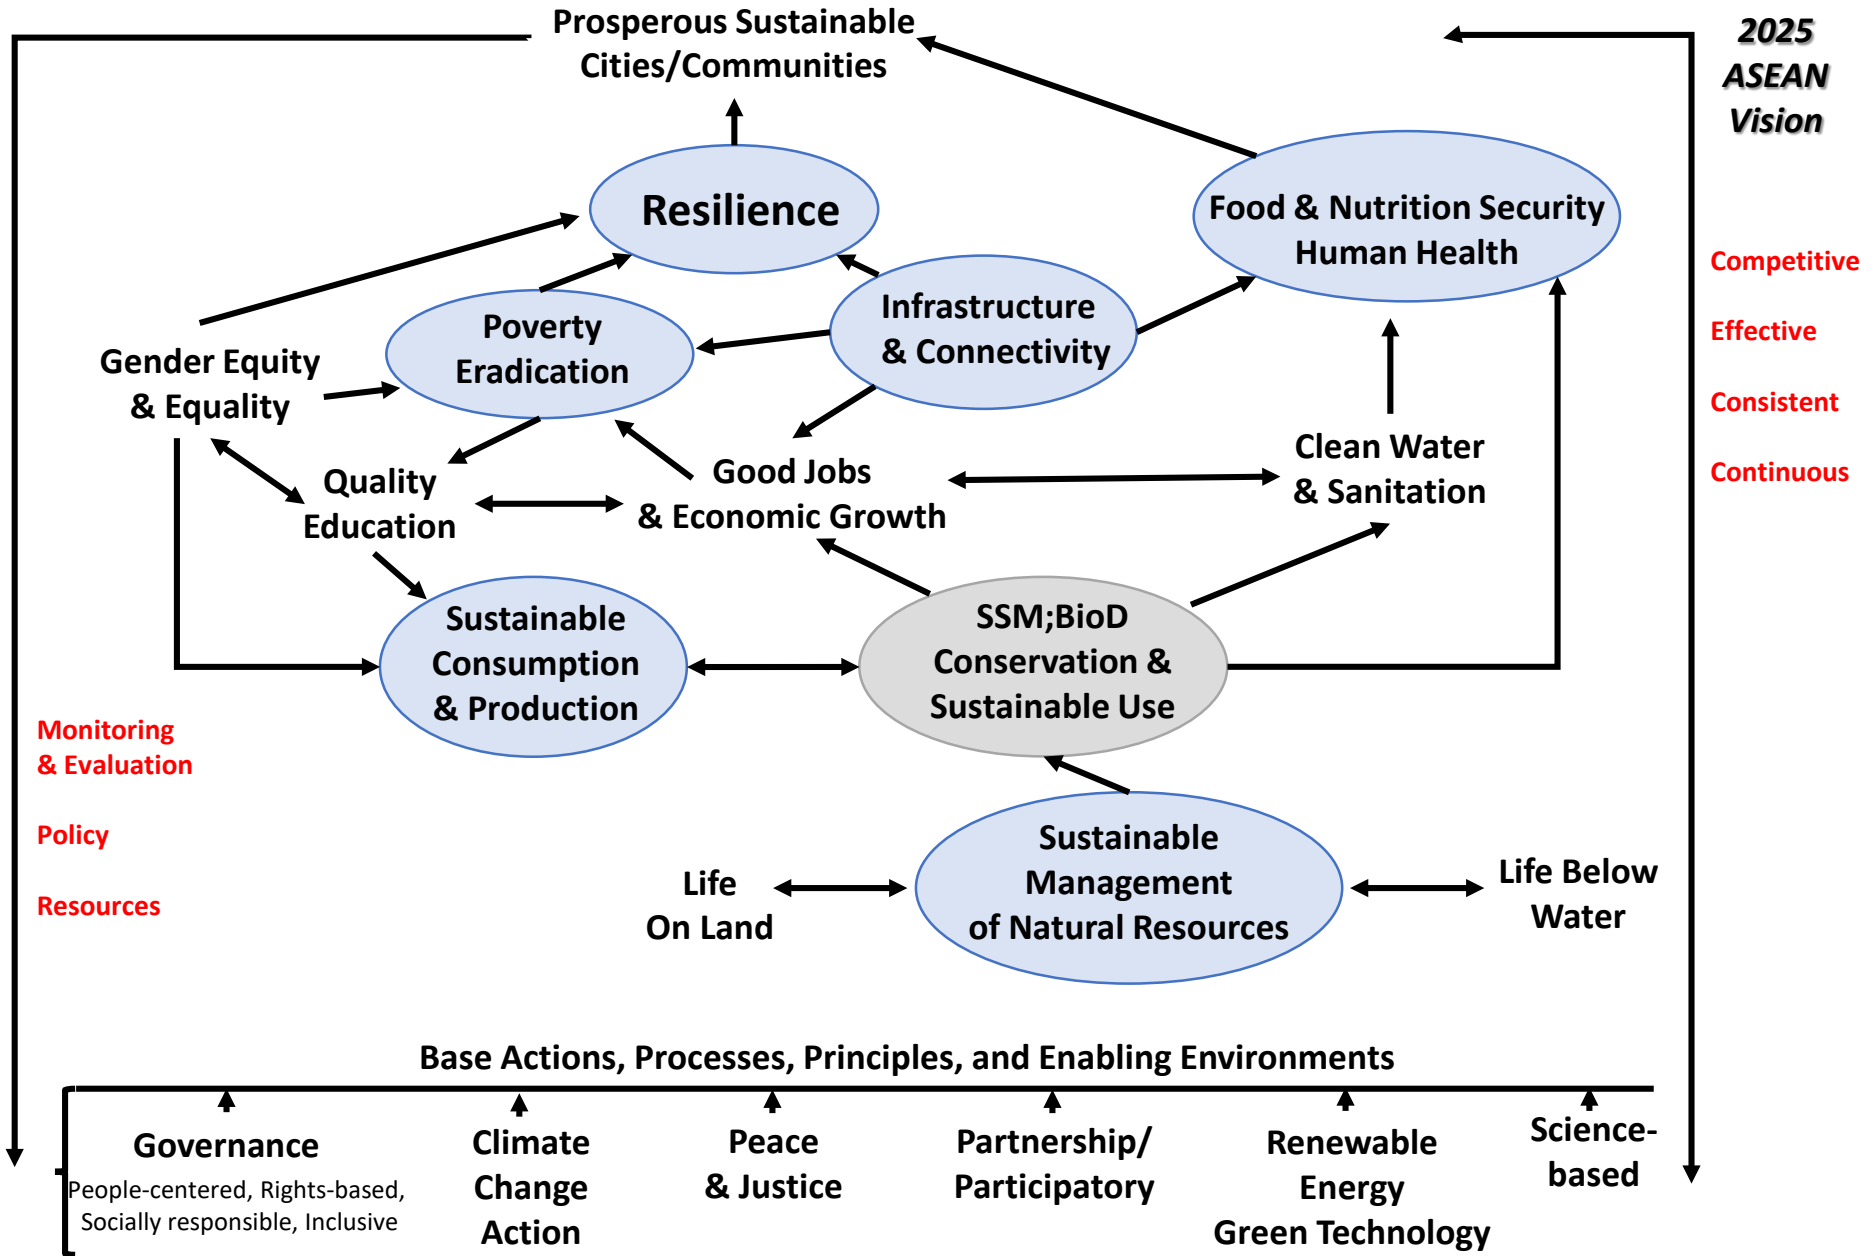 Prosperous Sustainable
Cities/Communities
2025
ASEAN
Vision
Resilience
Food & Nutrition Security
Human Health
Competitive
Effective
Consistent
Continuous
Infrastructure
& Connectivity
Poverty
Eradication
Gender Equity
& Equality
Quality
Education
Good Jobs
& Economic Growth
Clean Water
& Sanitation
Sustainable
Consumption
& Production
SSM;BioD
Conservation &
Sustainable Use
Monitoring
& Evaluation
Policy
Resources
Life
On Land
Sustainable
Management
of Natural Resources
Life Below
Water
Base Actions, Processes, Principles, and Enabling Environments
Governance
People-centered, Rights-based,
Socially responsible, Inclusive
Climate
Change
Action
Peace
& Justice
Partnership/
Participatory
Renewable
Energy
Green Technology
Science-
based